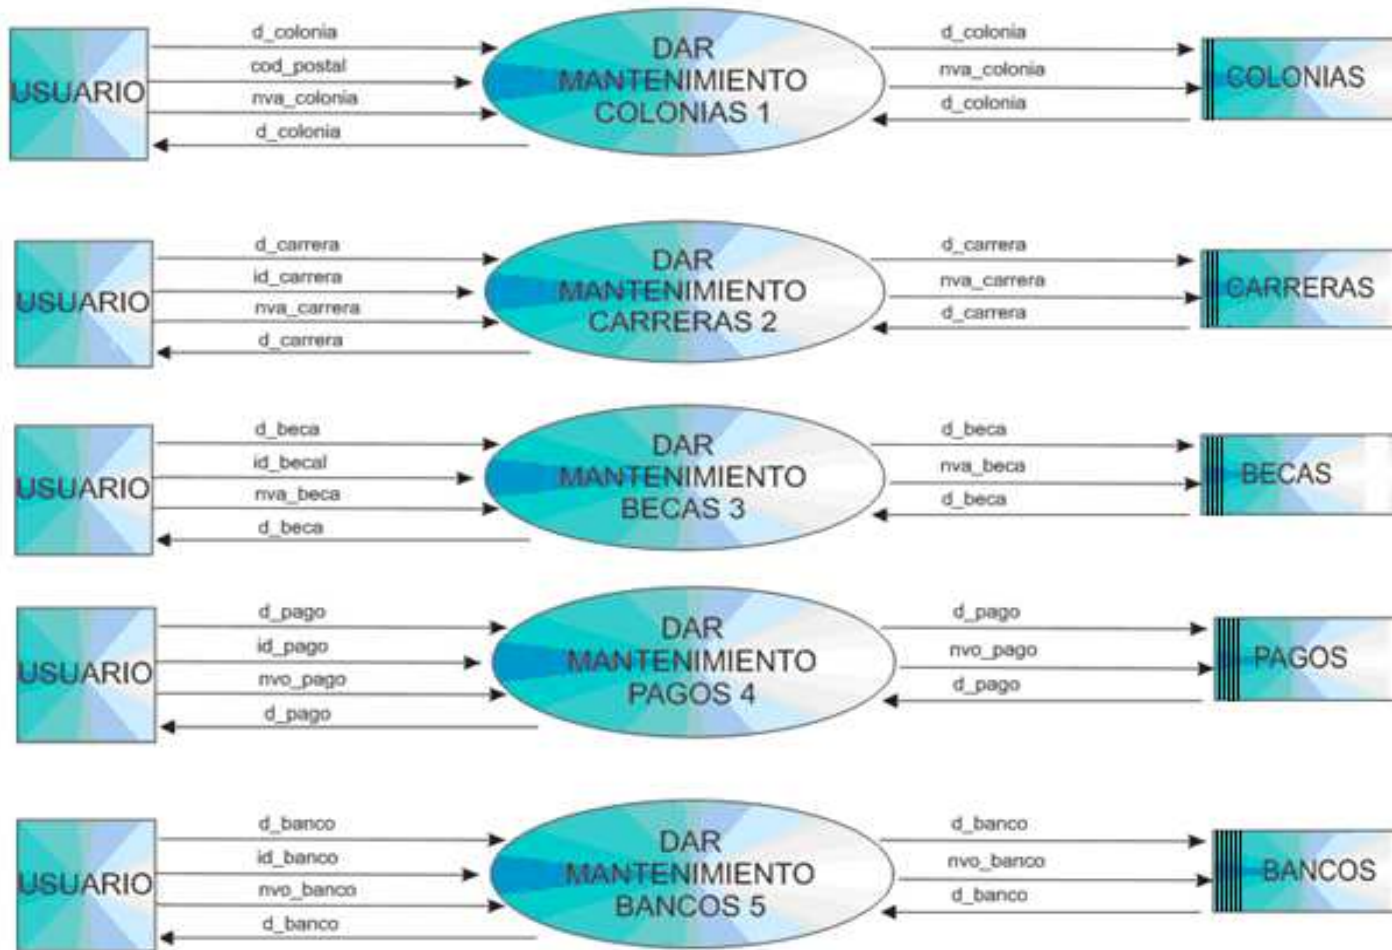 d_colonia
cod_postal
nva_colonia
d_colonia
USUARIO
DAR
MANTENIMIENTO
COLONIAS 1
d_colonia
nva_colonia
d_colonia
COLONIAS
d_carrera
id_carrera
nva_carrera
d_carrera
USUARIO
DAR
MANTENIMIENTO
CARRERAS 2
d_carrera
nva_carrera
d_carrera
CARRERAS
d_beca
id_becal
nva_beca
d_beca
USUARIO
DAR
MANTENIMIENTO
BECAS 3
d_beca
nva_beca
d_beca
BECAS
d_pago
id_pago
nvo_pago
d_pago
USUARIO
DAR
MANTENIMIENTO
PAGOS 4
d_pago
nvo_pago
d_pago
PAGOS
d_banco
id_banco
nvo_banco
d_banco
USUARIO
DAR
MANTENIMIENTO
BANCOS 5
d_banco
nvo_banco
d_banco
BANCOS